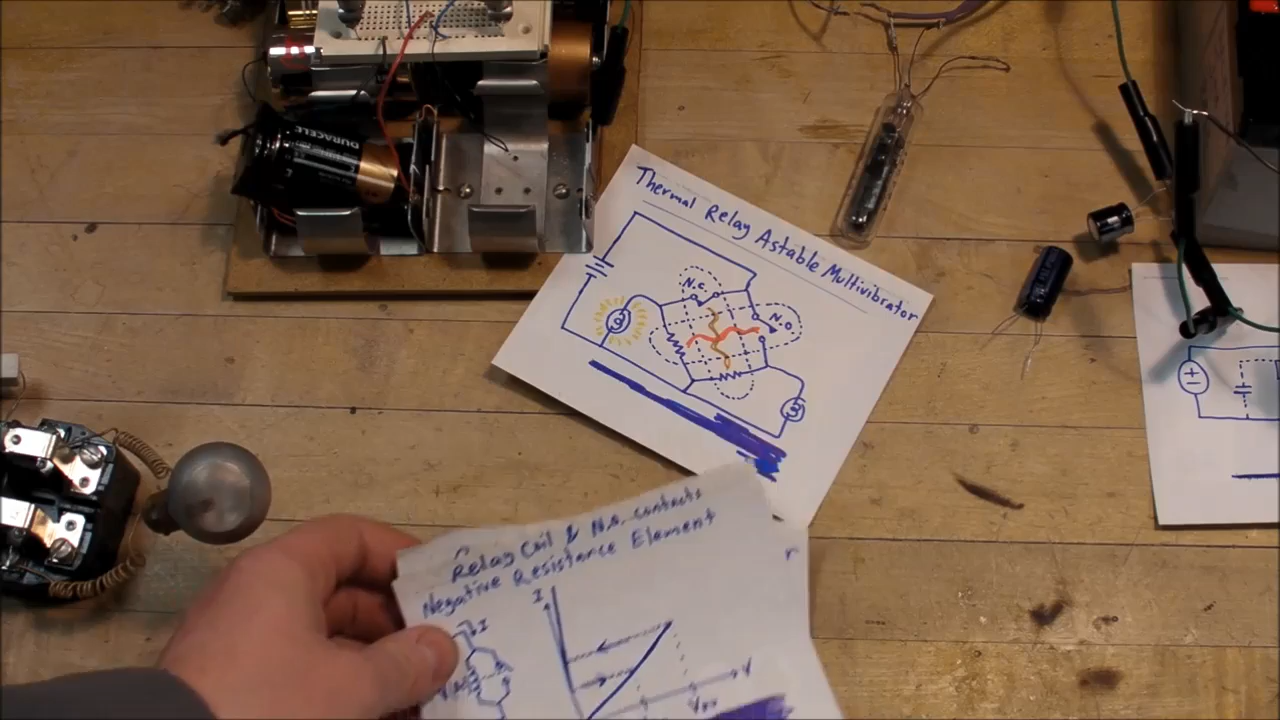 DURACELL
Thermal Relay Astable Multivibrator
N.C.
N.O
Relay Coil & N.O. contacts
Negative Resistance Element
I
I
V